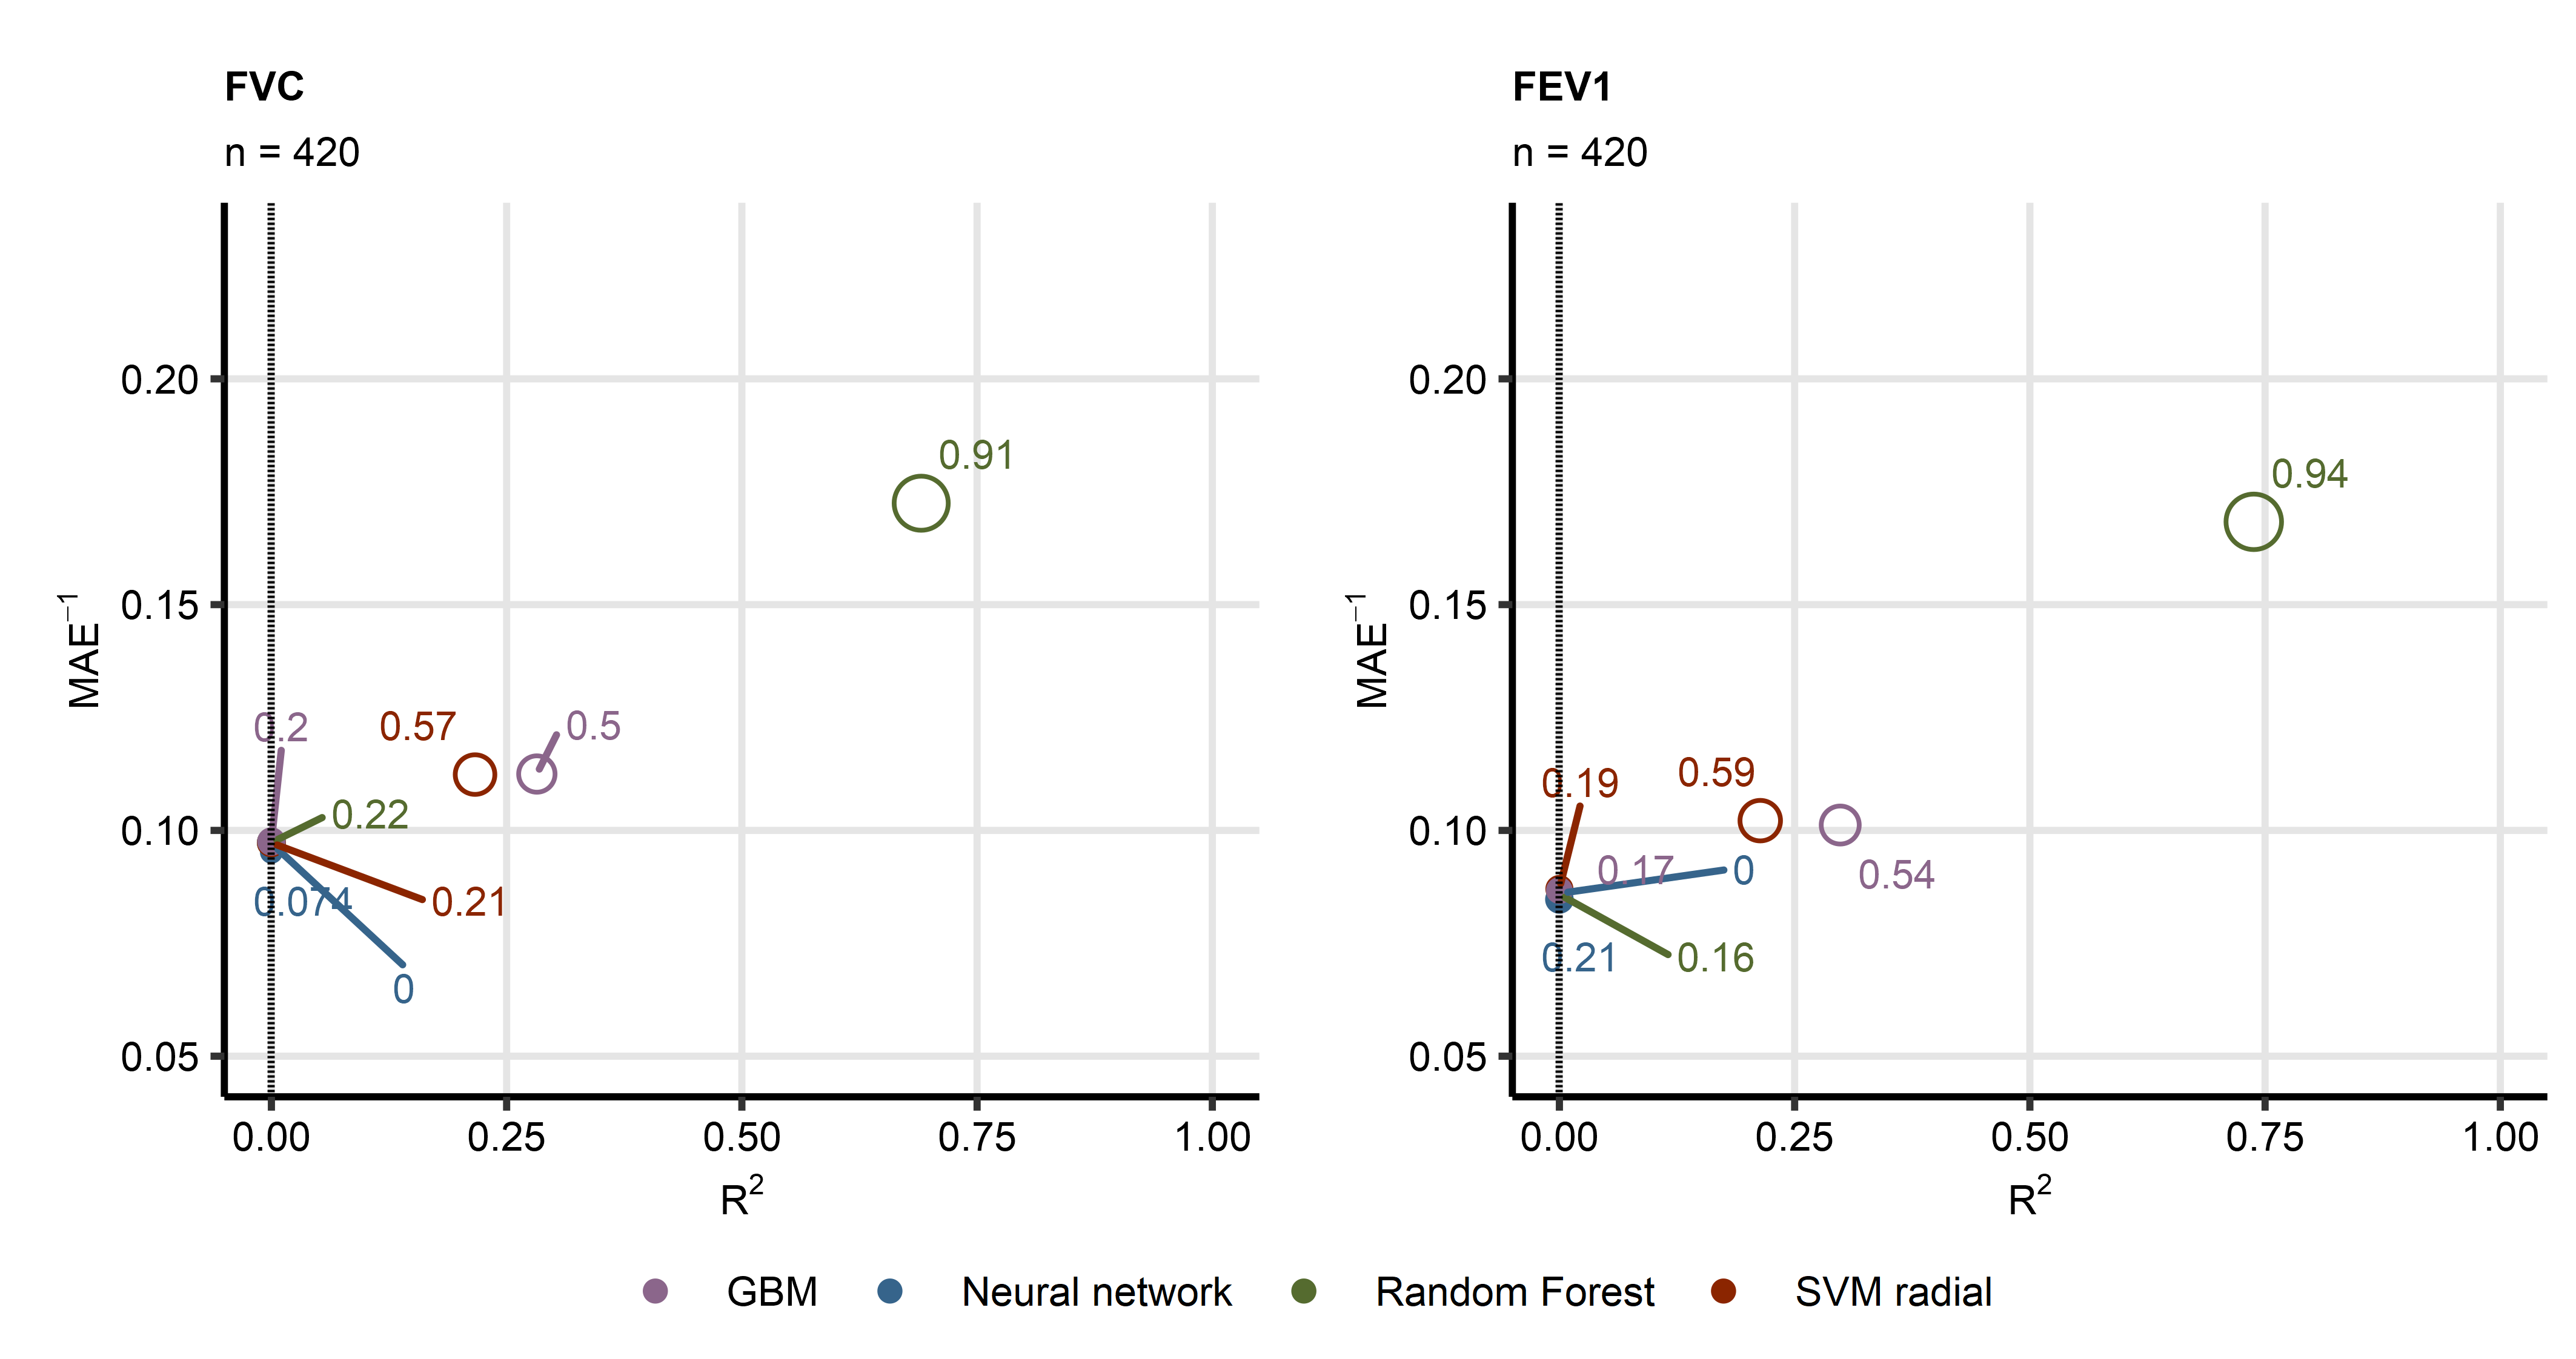 FVC
n = 420
MAE⁻¹
0.20
0.15
0.10
0.05
0.91
0.2
0.57
0.5
0.22
0.074
0.21
0
0.00 0.25 0.50 0.75 1.00
R²
FEV1
n = 420
MAE⁻¹
0.20
0.15
0.10
0.05
0.94
0.19
0.59
0.17
0
0.54
0.21
0.16
0.00 0.25 0.50 0.75 1.00
R²
GBM Neural network Random Forest SVM radial